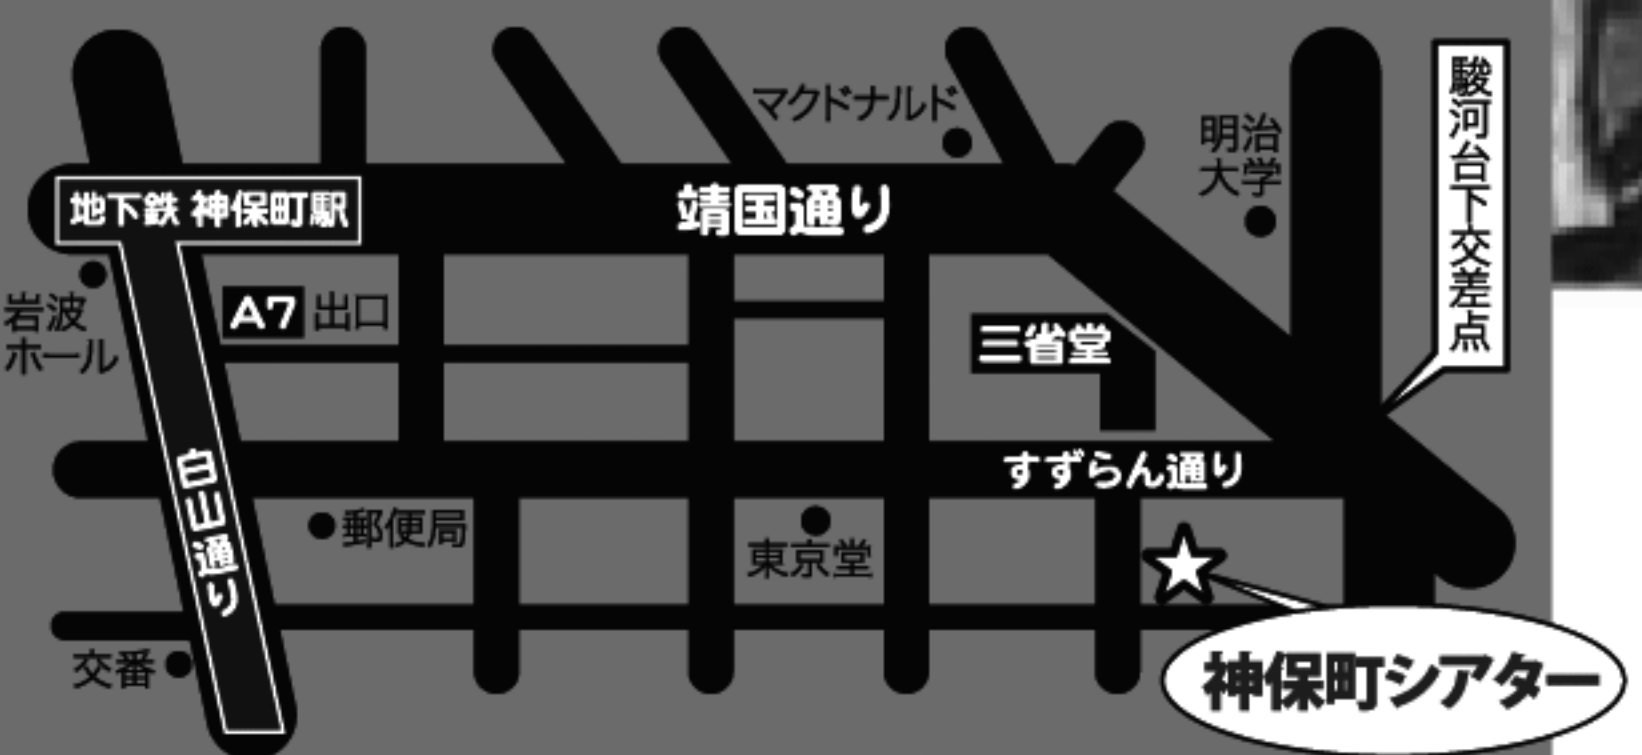 マクドナルド
明治
大学
駿河台下交差点
地下鉄 神保町駅
靖国通り
岩波
ホール
A7 出口
三省堂
白山通り
すずらん通り
郵便局
東京堂
交番
神保町シアター